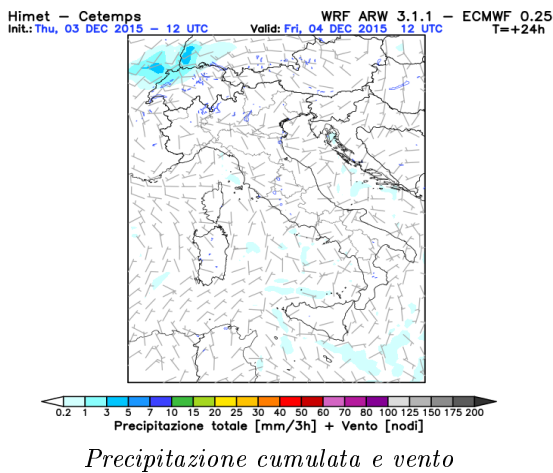 Himet – Cetemps WRF ARW 3.1.1 – ECMWF 0.25
Init.: Thu, 03 DEC 2015 – 12 UTC Valid: Fri, 04 DEC 2015 12 UTC T=+24h
0.2 1 3 5 7 10 15 20 25 30 40 50 60 70 80 100 125 150 175 200
Precipitazione totale [mm/3h] + Vento [nodi]
Precipitazione cumulata e vento